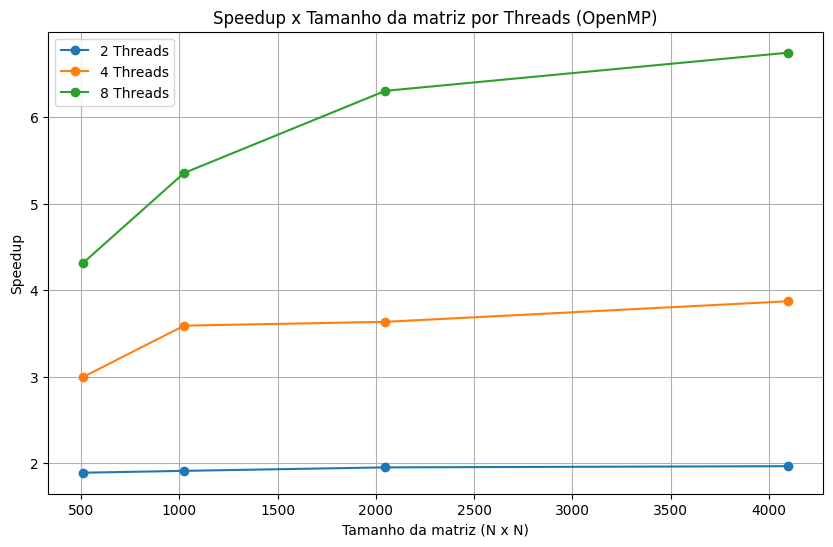 Speedup x Tamanho da matriz por Threads (OpenMP)
2 Threads
4 Threads
8 Threads
Speedup
6
5
4
3
2
500 1000 1500 2000 2500 3000 3500 4000
Tamanho da matriz (N x N)